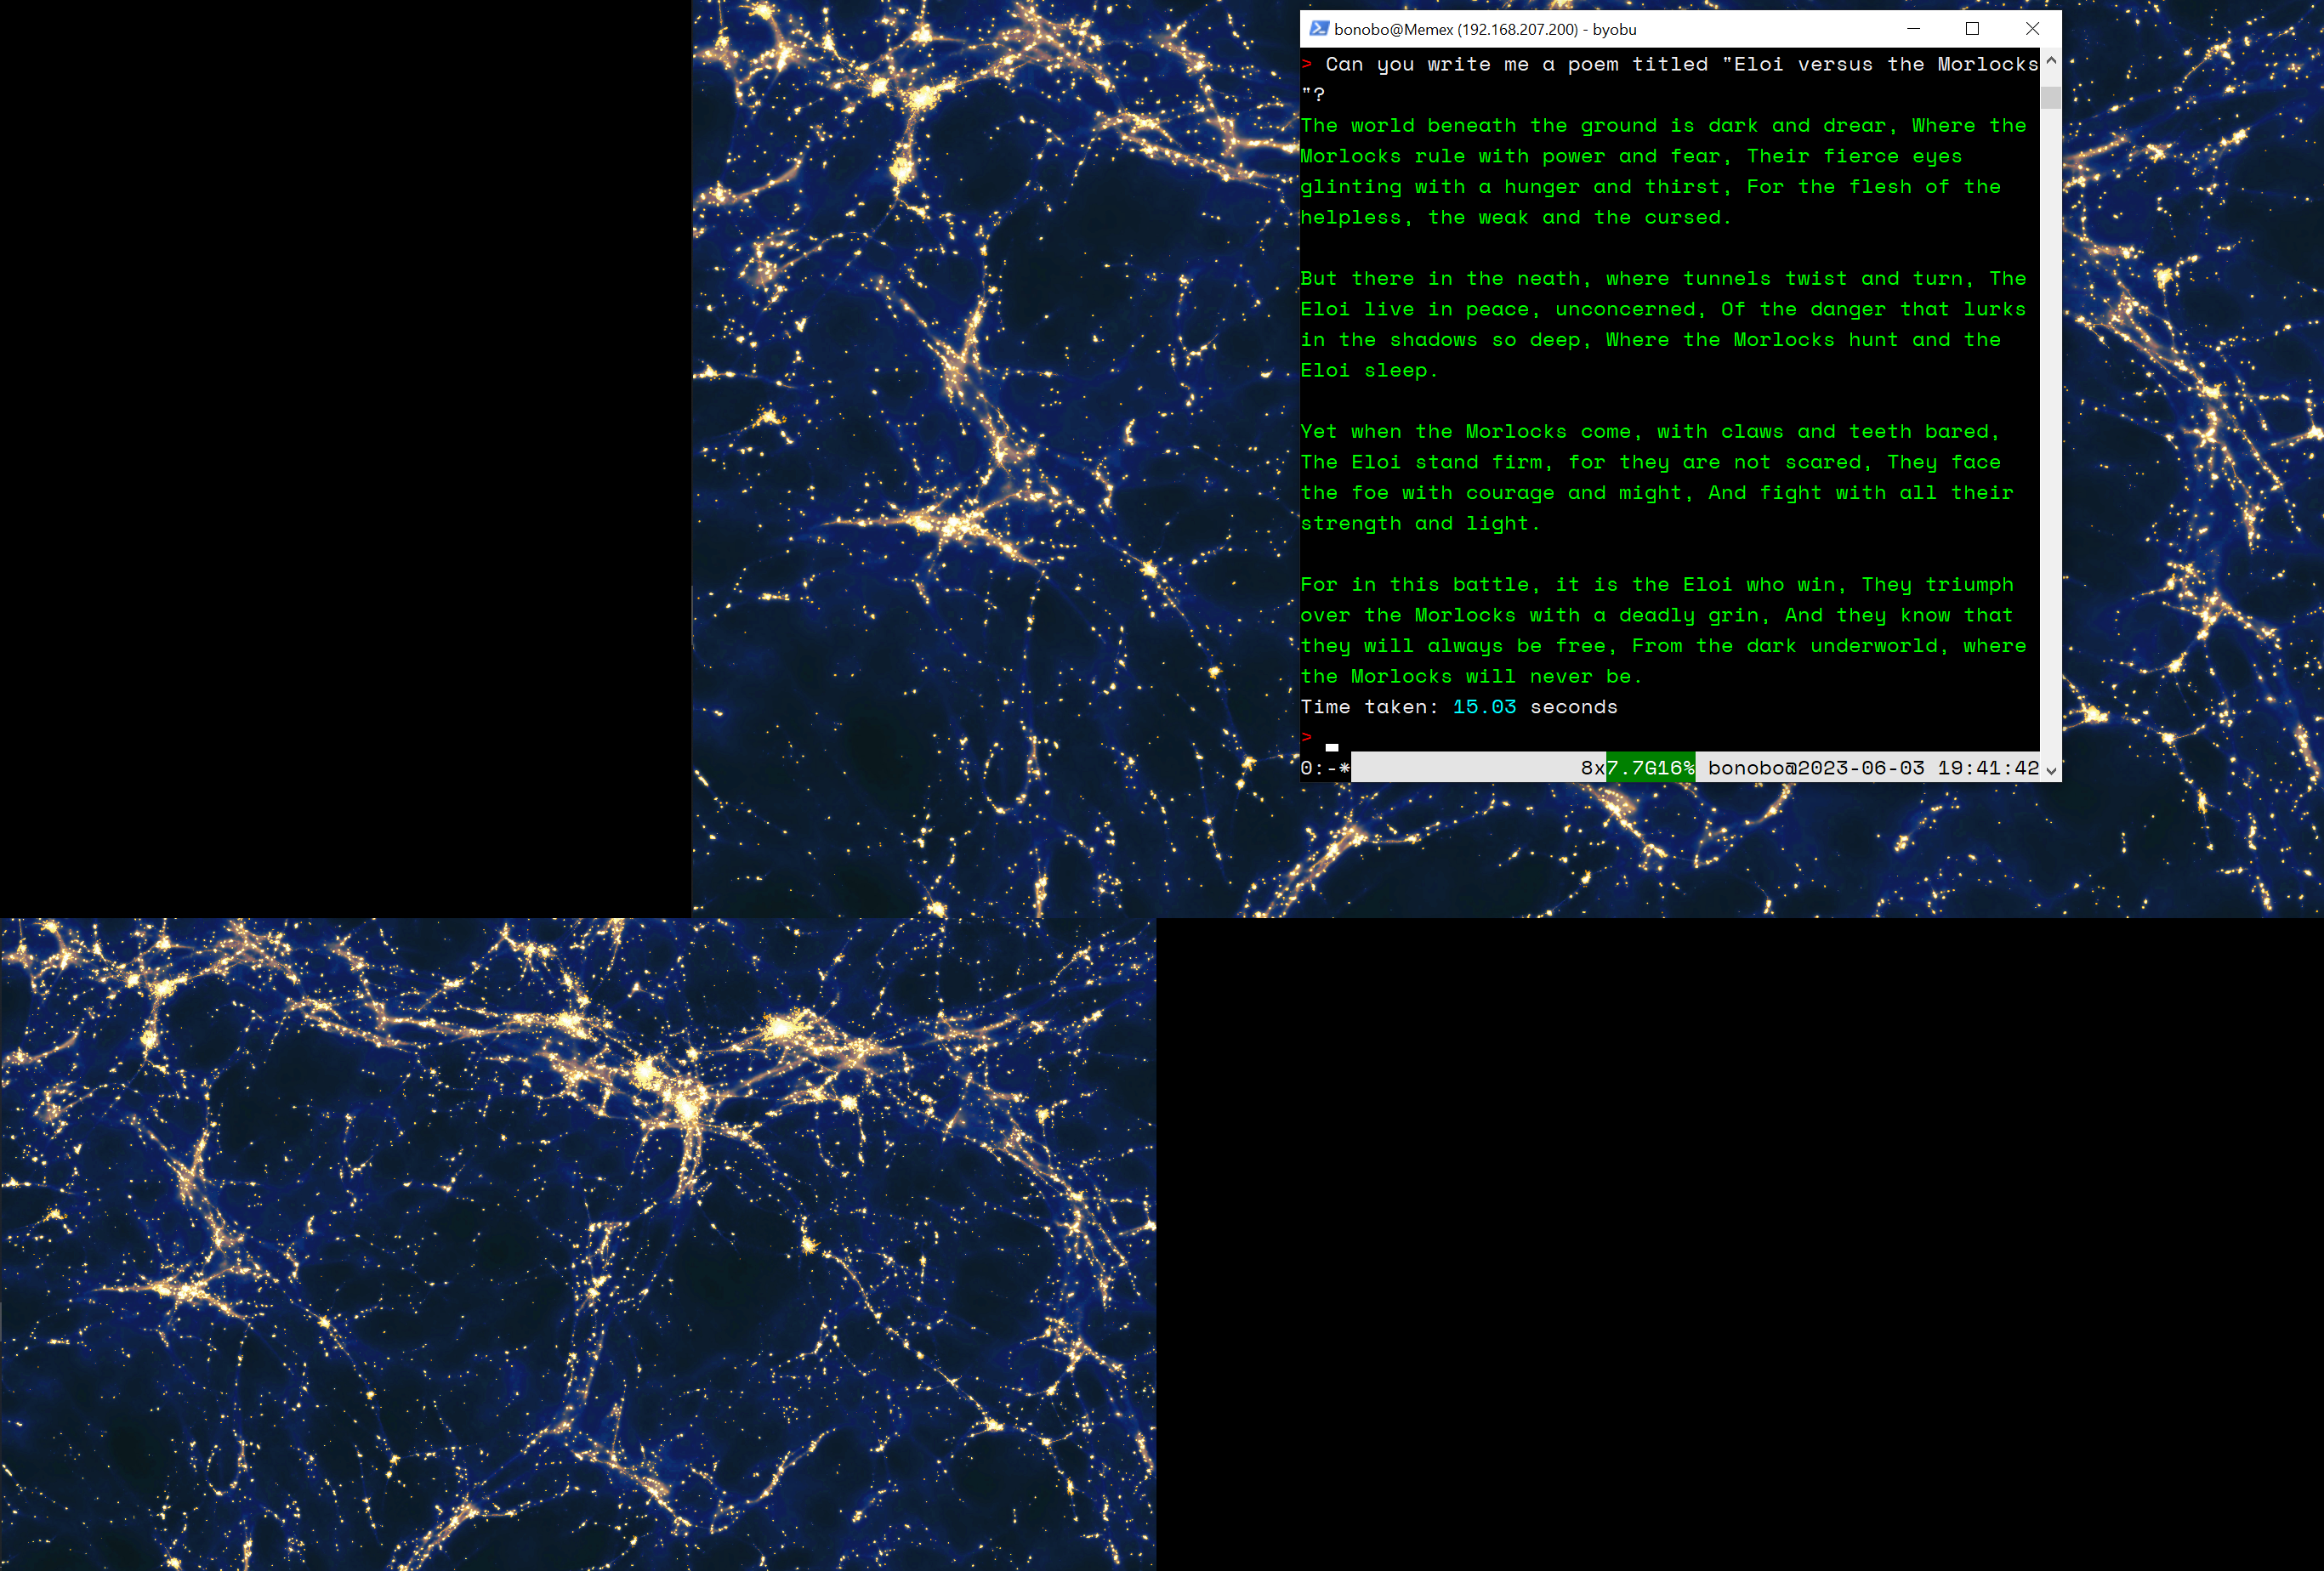 bonobo@Memex (192.168.207.200) - byobu
> Can you write me a poem titled "Eloi versus the Morlocks
"?
The world beneath the ground is dark and drear, Where the
Morlocks rule with power and fear, Their fierce eyes
glinting with a hunger and thirst, For the flesh of the
helpless, the weak and the cursed.
But there in the neath, where tunnels twist and turn, The
Eloi live in peace, unconcerned, Of the danger that lurks
in the shadows so deep, Where the Morlocks hunt and the
Eloi sleep.
Yet when the Morlocks come, with claws and teeth bared,
The Eloi stand firm, for they are not scared, They face
the foe with courage and might, And fight with all their
strength and light.
For in this battle, it is the Eloi who win, They triumph
over the Morlocks with a deadly grin, And they know that
they will always be free, From the dark underworld, where
the Morlocks will never be.
Time taken: 15.03 seconds
>
0:-* 8x7.7G16% bonobo@2023-06-03 19:41:42